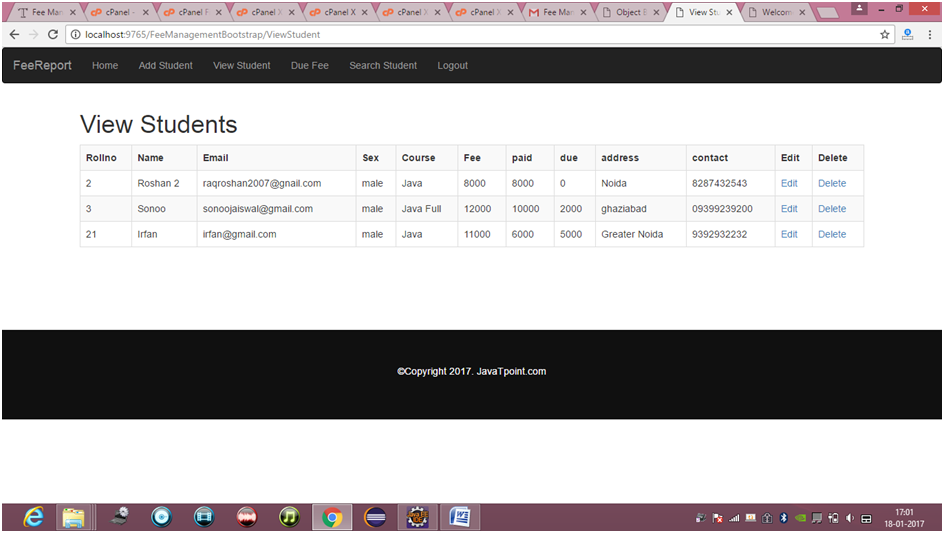 Fee Man
cPanel -
cPanel F
cPanel X
cPanel X
cPanel X
cPanel X
Fee Man
Object E
View Stu
Welcom
localhost:9765/FeeManagementBootstrap/ViewStudent
FeeReport Home Add Student View Student Due Fee Search Student Logout
View Students
Rollno Name Email Sex Course Fee paid due address contact Edit Delete
2 Roshan 2 raqroshan2007@gnail.com male Java 8000 8000 0 Noida 8287432543 Edit Delete
3 Sonoo sonoojaiswal@gmail.com male Java Full 12000 10000 2000 ghaziabad 09399239200 Edit Delete
21 Irfan irfan@gmail.com male Java 11000 6000 5000 Greater Noida 9392932232 Edit Delete
©Copyright 2017. JavaTpoint.com
17:01
18-01-2017